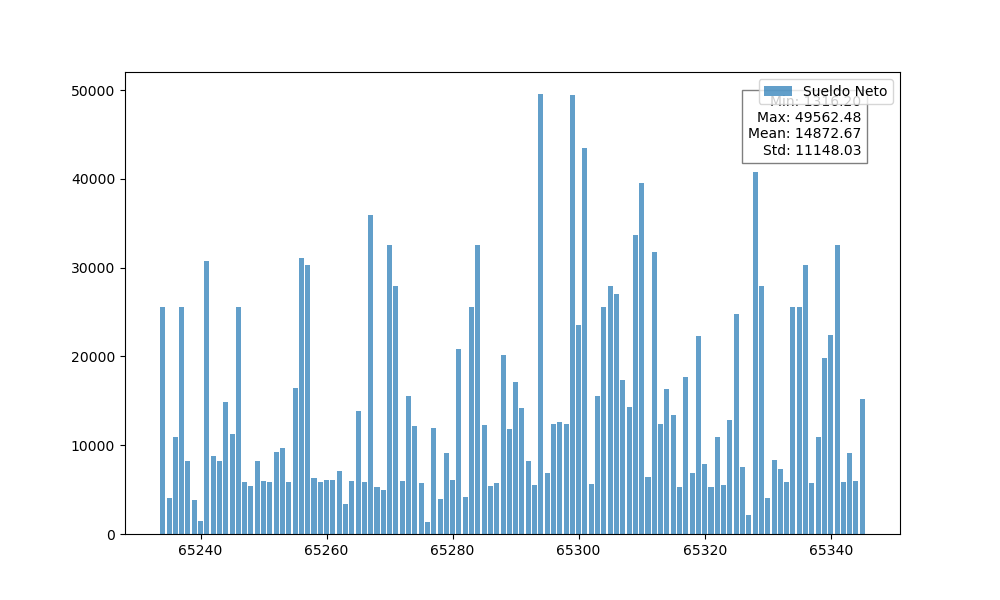 50000
40000
30000
20000
10000
0
65240 65260 65280 65300 65320 65340
Sueldo Neto
Min: 1316.20
Max: 49562.48
Mean: 14872.67
Std: 11148.03